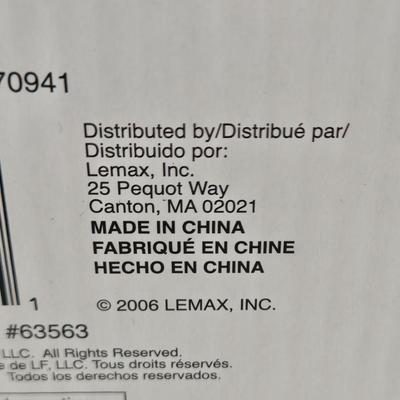 70941
Distributed by/Distribué par/
Distribuido por:
Lemax, Inc.
25 Pequot Way
Canton, MA 02021
MADE IN CHINA
FABRIQUÉ EN CHINE
HECHO EN CHINA
1
© 2006 LEMAX, INC.
#63563
LLC. All Rights Reserved.
e de LF, LLC. Tous droits réservés.
Todos los derechos reservados.